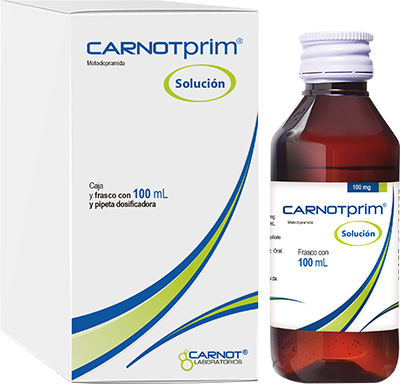 CARNOTprim®
Metoclopramida
Solución
Caja
y frasco con 100 mL
y pipeta dosificadora
CARNOT®
LABORATORIOS
100 mg
CARNOTprim®
Metoclopramida
Solución
Frasco con
100 mL